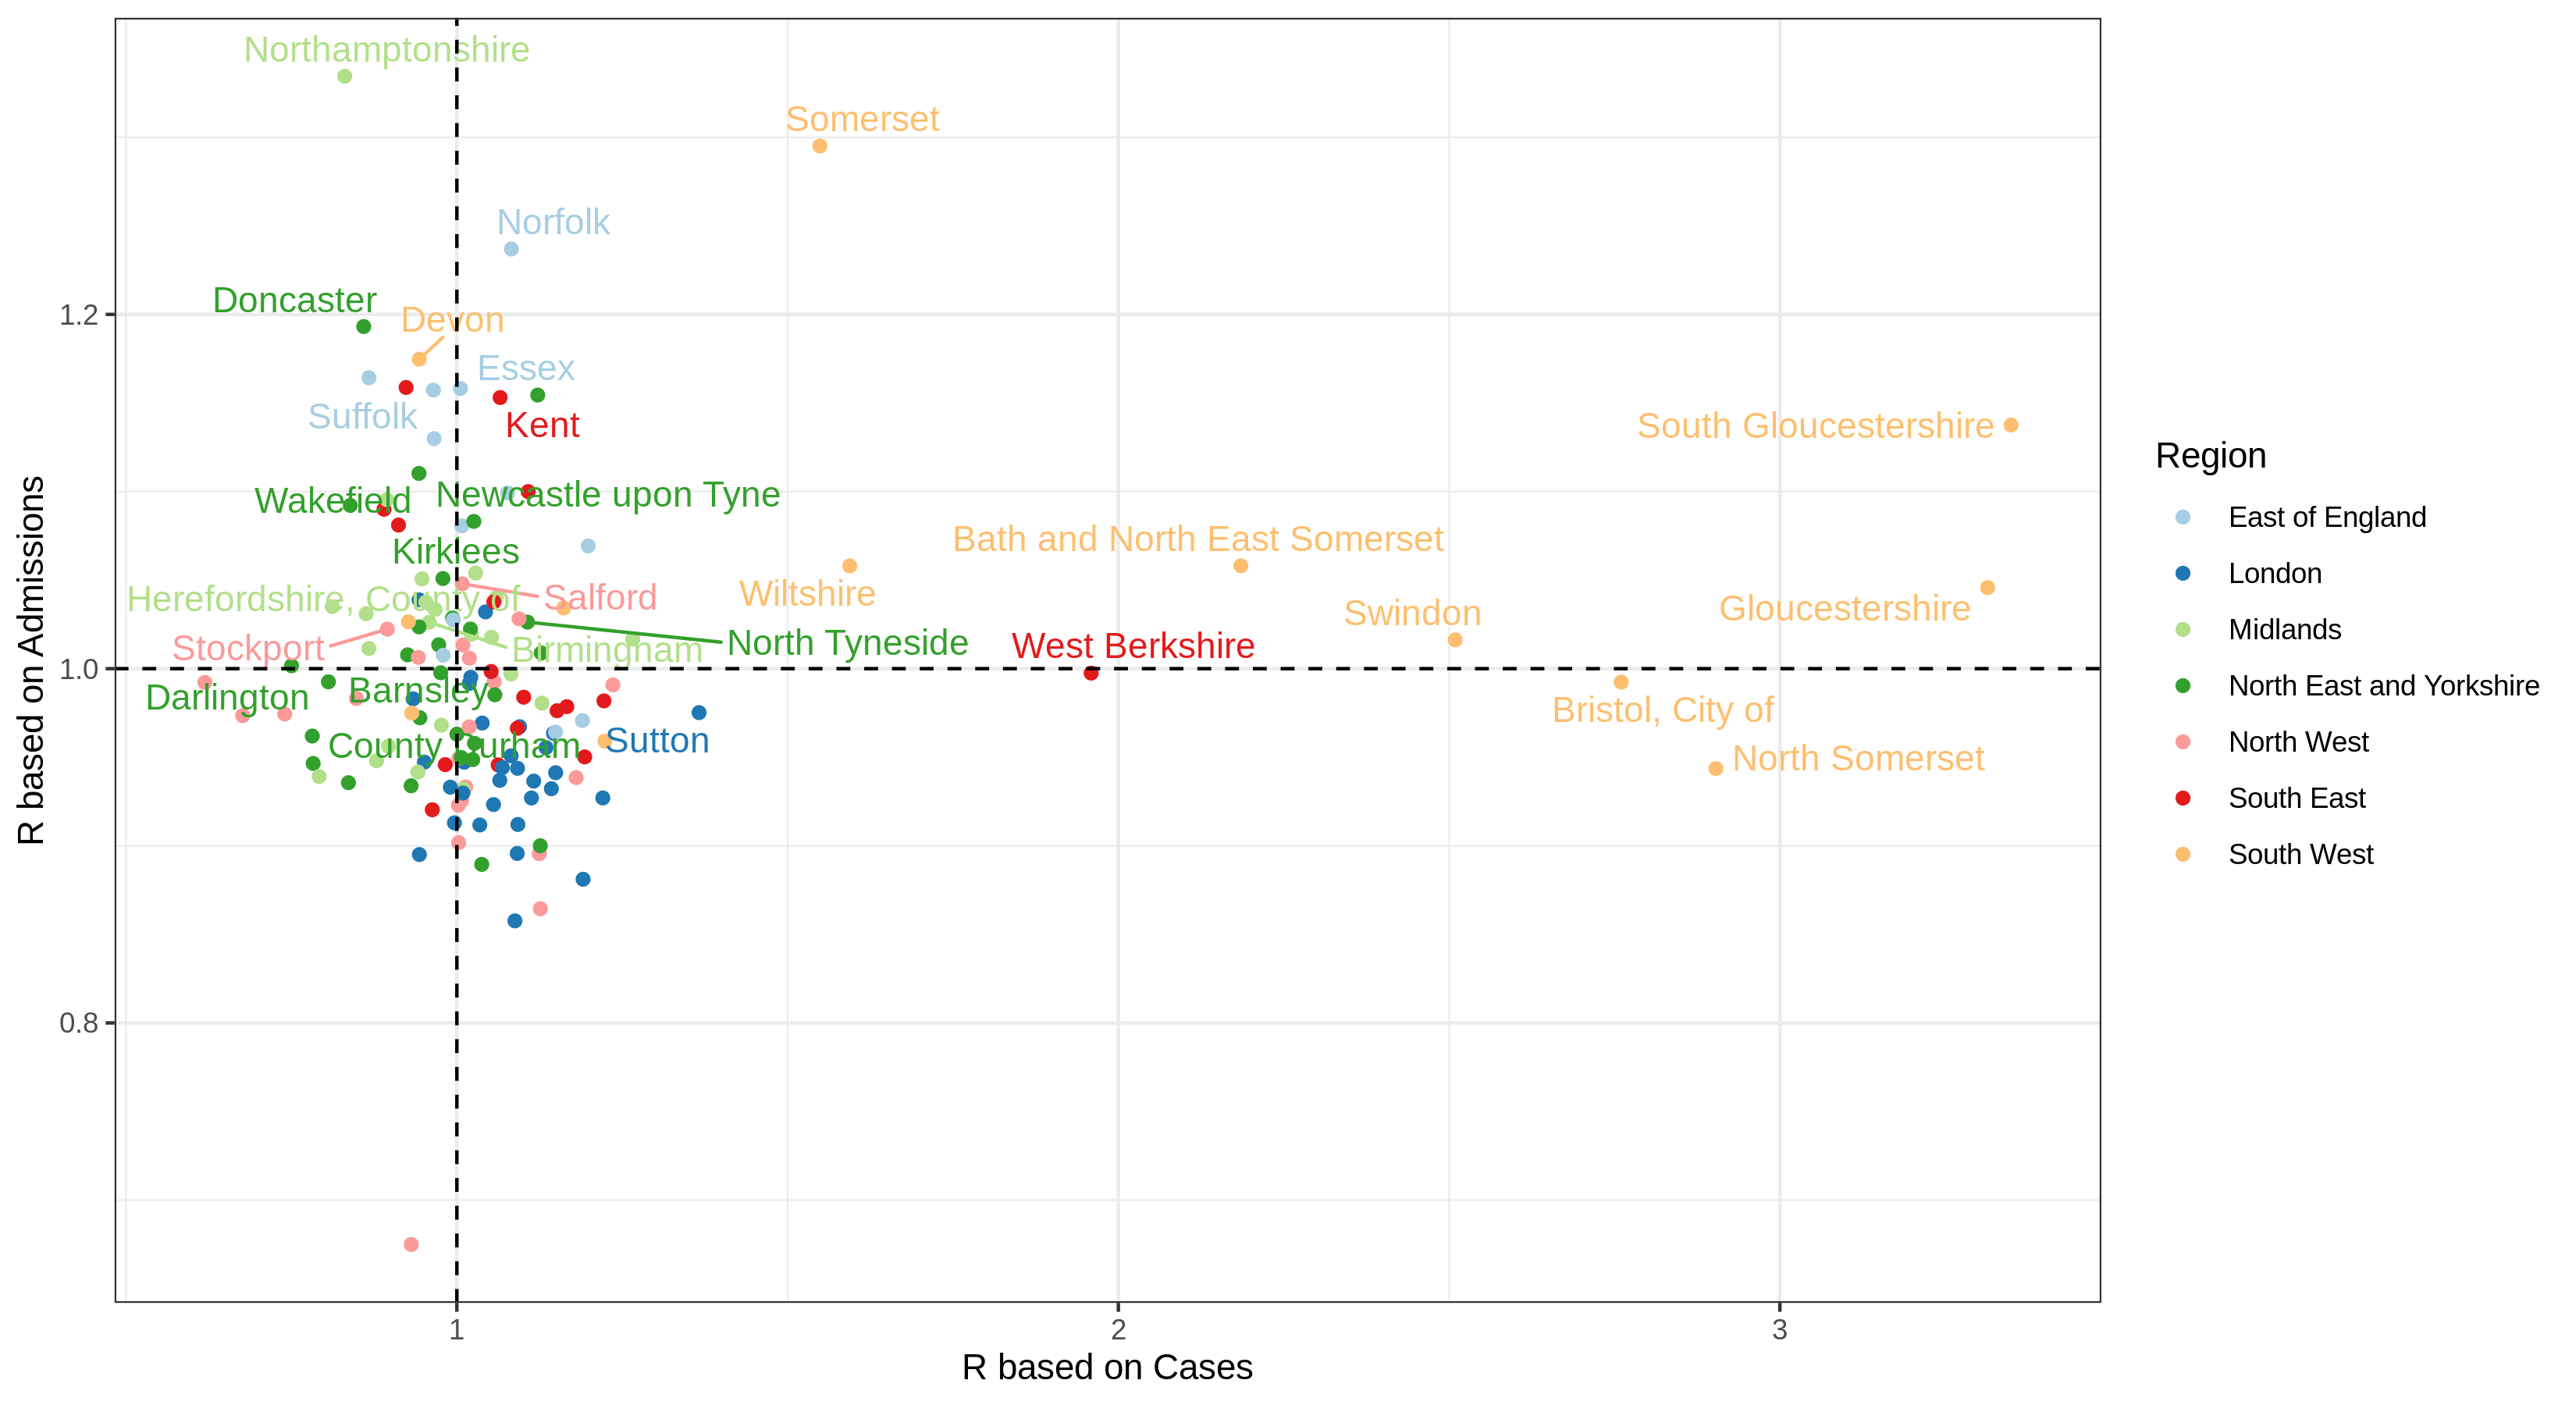 Northamptonshire
Somerset
Norfolk
Doncaster
Devon
Essex
Suffolk
Kent
South Gloucestershire
Wakefield
Newcastle upon Tyne
Kirklees
Bath and North East Somerset
Herefordshire, County of
Salford
Wiltshire
Gloucestershire
Swindon
Stockport
Birmingham
North Tyneside
West Berkshire
Darlington
Barnsley
Bristol, City of
County Durham
Sutton
North Somerset
1.2
1.0
0.8
R based on Admissions
1
2
3
R based on Cases
Region
East of England
London
Midlands
North East and Yorkshire
North West
South East
South West